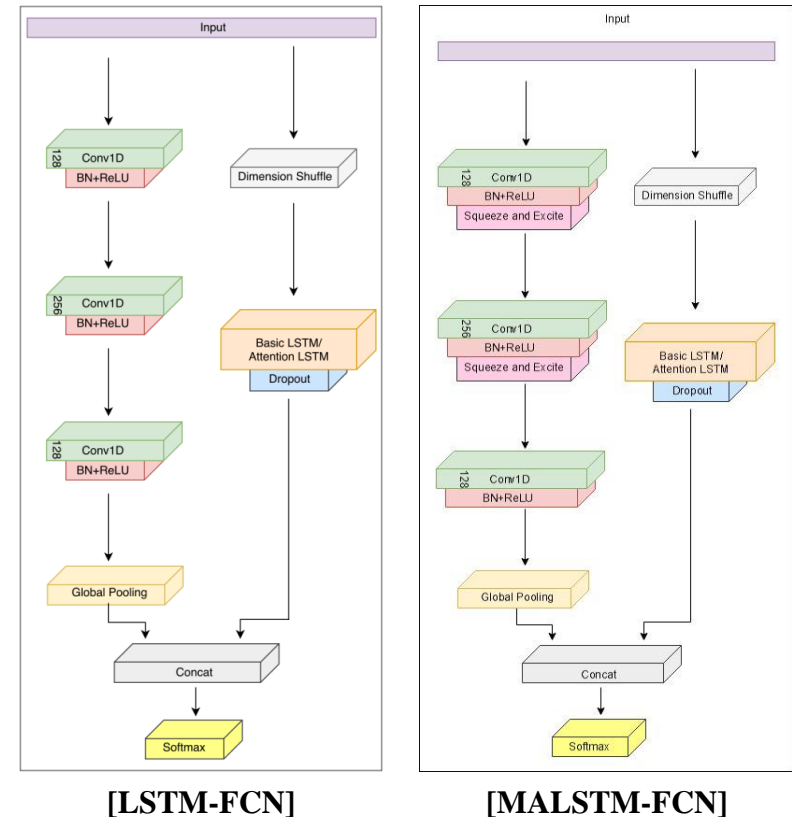 Input
128
Conv1D
BN+ReLU
Dimension Shuffle
256
Conv1D
BN+ReLU
Basic LSTM/
Attention LSTM
Dropout
128
Conv1D
BN+ReLU
Global Pooling
Concat
Softmax
[LSTM-FCN]
Input
128
Conv1D
BN+ReLU
Squeeze and Excite
Dimension Shuffle
256
Conv1D
BN+ReLU
Squeeze and Excite
Basic LSTM/
Attention LSTM
Dropout
128
Conv1D
BN+ReLU
Global Pooling
Concat
Softmax
[MALSTM-FCN]